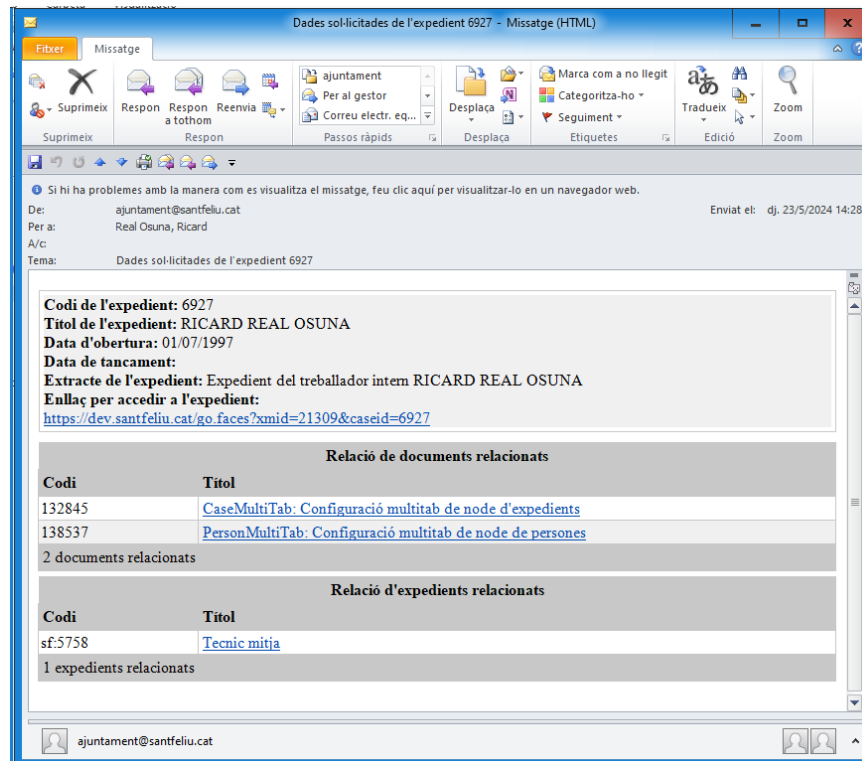 Dades sol·licitades de l'expedient 6927 - Missatge (HTML)
Fitxer Missatge
Suprimeix
Respon
Respon a tothom
Reenvia
ajuntament
Per al gestor
Correu electr. eq...
Desplaça
Marca com a no llegit
Categoritza-ho
Seguiment
Tradueix
Zoom
Suprimeix Respon Passos ràpids Desplaça Etiquetes Edició Zoom
Si hi ha problemes amb la manera com es visualitza el missatge, feu clic aquí per visualitzar-lo en un navegador web.
De: ajuntament@santfeliu.cat Enviat el: dj. 23/5/2024 14:28
Per a: Real Osuna, Ricard
A/c:
Tema: Dades sol·licitades de l'expedient 6927
Codi de l'expedient: 6927
Títol de l'expedient: RICARD REAL OSUNA
Data d'obertura: 01/07/1997
Data de tancament:
Extracte de l'expedient: Expedient del treballador intern RICARD REAL OSUNA
Enllaç per accedir a l'expedient:
https://dev.santfeliu.cat/go.faces?xmid=21309&caseid=6927
Relació de documents relacionats
Codi Títol
132845 CaseMultiTab: Configuració multitab de node d'expedients
138537 PersonMultiTab: Configuració multitab de node de persones
2 documents relacionats
Relació d'expedients relacionats
Codi Títol
sf:5758 Tecnic mitja
1 expedients relacionats
ajuntament@santfeliu.cat